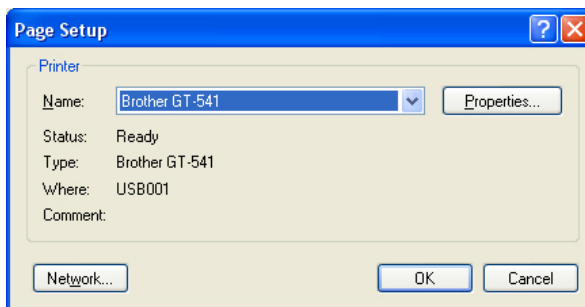 Page Setup
Printer
Name: Brother GT-541 Properties...
Status: Ready
Type: Brother GT-541
Where: USB001
Comment:
Network... OK Cancel